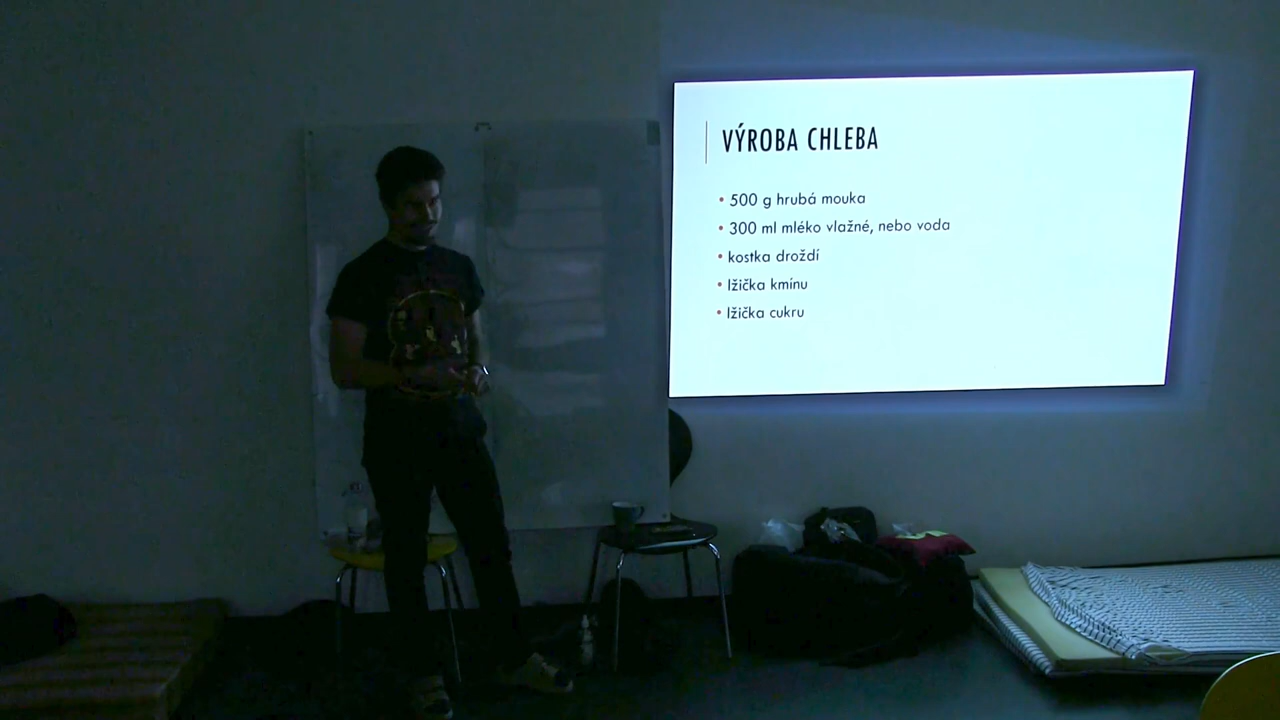 VÝROBA CHLEBA
• 500 g hrubá mouka
• 300 ml mléko vlažné, nebo voda
• kostka droždí
• lžička kmínu
• lžička cukru